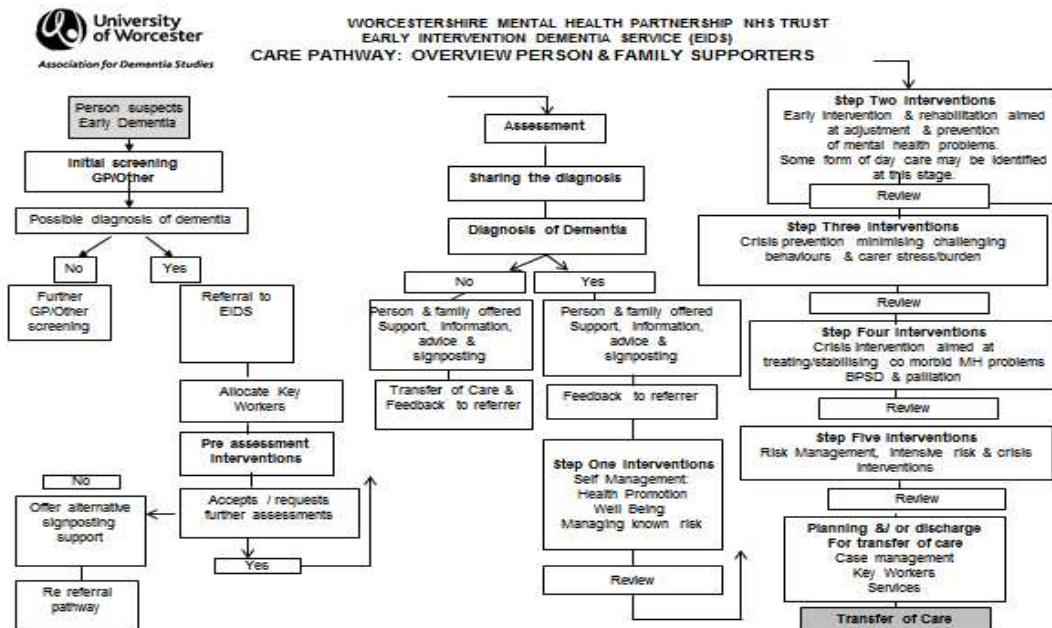 University
of Worcester
Association for Dementia Studies
WORCESTERSHIRE MENTAL HEALTH PARTNERSHIP NHS TRUST
EARLY INTERVENTION DEMENTIA SERVICE (EIDS)
CARE PATHWAY: OVERVIEW PERSON & FAMILY SUPPORTERS
Person suspects
Early Dementia
Initial screening
GP/Other
Possible diagnosis of dementia
No
Yes
Further
GP/Other
screening
Referral to
EIDS
Allocate Key
Workers
Pre assessment
Interventions
No
Accepts / requests
further assessments
Offer alternative
signposting
support
Yes
Re referral
pathway
Assessment
Sharing the diagnosis
Diagnosis of Dementia
No
Yes
Person & family offered
Support, Information,
advice &
signposting
Person & family offered
Support, Information,
advice &
signposting
Transfer of Care &
Feedback to referrer
Feedback to referrer
Step One Interventions
Self Management:
Health Promotion
Well Being
Managing known risk
Review
Step Two Interventions
Early Intervention & rehabilitation aimed
at adjustment & prevention
of mental health problems.
Some form of day care may be identified
at this stage.
Review
Step Three Interventions
Crisis prevention minimising challenging
behaviours & carer stress/burden
Review
Step Four Interventions
Crisis Intervention aimed at
treating/stabilising co morbid MH problems
BPSD & palliation
Review
Step Five Interventions
Risk Management, Intensive risk & crisis
Interventions
Review
Planning &/ or discharge
For transfer of care
Case management
Key Workers
Services
Transfer of Care